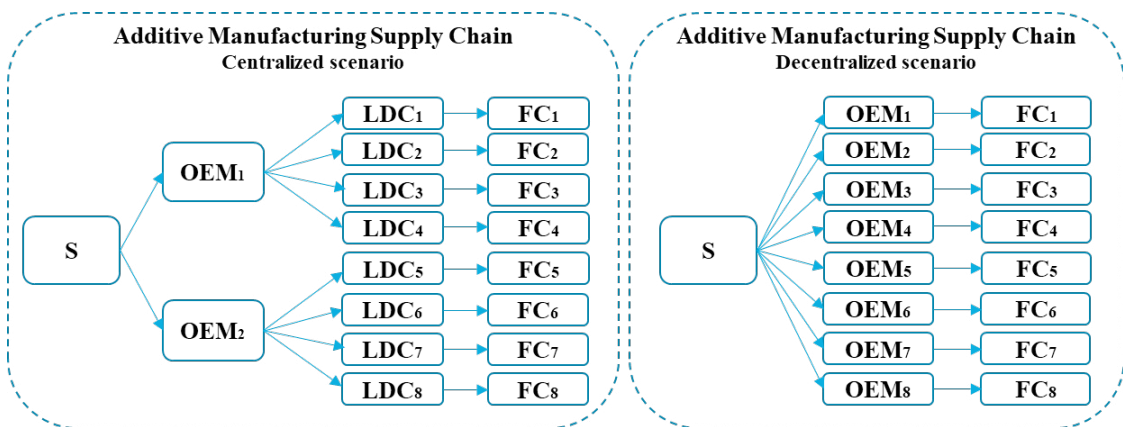 Additive Manufacturing Supply Chain
Centralized scenario
S
OEM₁
OEM₂
LDC₁
FC₁
LDC₂
FC₂
LDC₃
FC₃
LDC₄
FC₄
LDC₅
FC₅
LDC₆
FC₆
LDC₇
FC₇
LDC₈
FC₈
Additive Manufacturing Supply Chain
Decentralized scenario
S
OEM₁
FC₁
OEM₂
FC₂
OEM₃
FC₃
OEM₄
FC₄
OEM₅
FC₅
OEM₆
FC₆
OEM₇
FC₇
OEM₈
FC₈